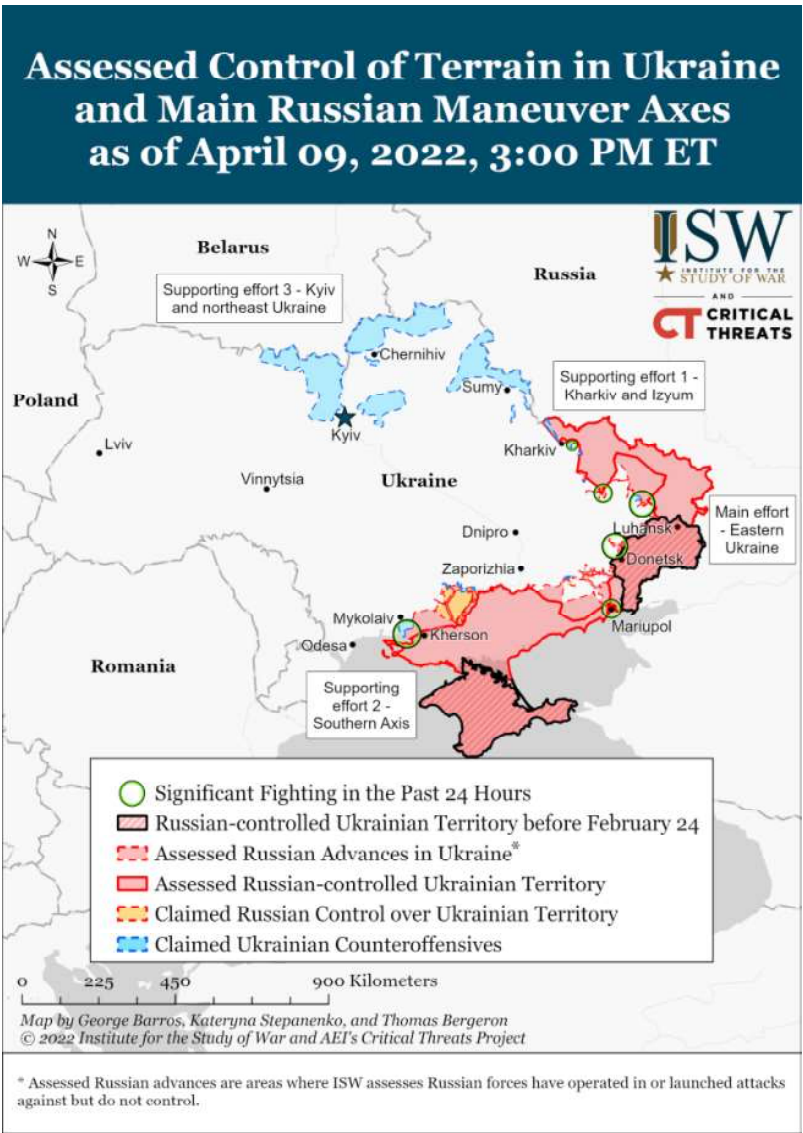 Assessed Control of Terrain in Ukraine
and Main Russian Maneuver Axes
as of April 09, 2022, 3:00 PM ET
N
W E
S
Belarus
Russia
ISW
INSTITUTE FOR THE
STUDY OF WAR
AND
CT CRITICAL
THREATS
Supporting effort 3 - Kyiv
and northeast Ukraine
Chernihiv
Sumy
Supporting effort 1 -
Kharkiv and Izyum
Poland
Kyiv
Lviv
Kharkiv
Vinnytsia
Ukraine
Main effort
- Eastern
Ukraine
Dnipro
Luhansk
Donetsk
Zaporizhia
Mykolaiv
Kherson
Mariupol
Odesa
Romania
Supporting
effort 2 -
Southern Axis
Significant Fighting in the Past 24 Hours
Russian-controlled Ukrainian Territory before February 24
Assessed Russian Advances in Ukraine*
Assessed Russian-controlled Ukrainian Territory
Claimed Russian Control over Ukrainian Territory
Claimed Ukrainian Counteroffensives
0 225 450 900 Kilometers
Map by George Barros, Kateryna Stepanenko, and Thomas Bergeron
© 2022 Institute for the Study of War and AEI's Critical Threats Project
* Assessed Russian advances are areas where ISW assesses Russian forces have operated in or launched attacks
against but do not control.